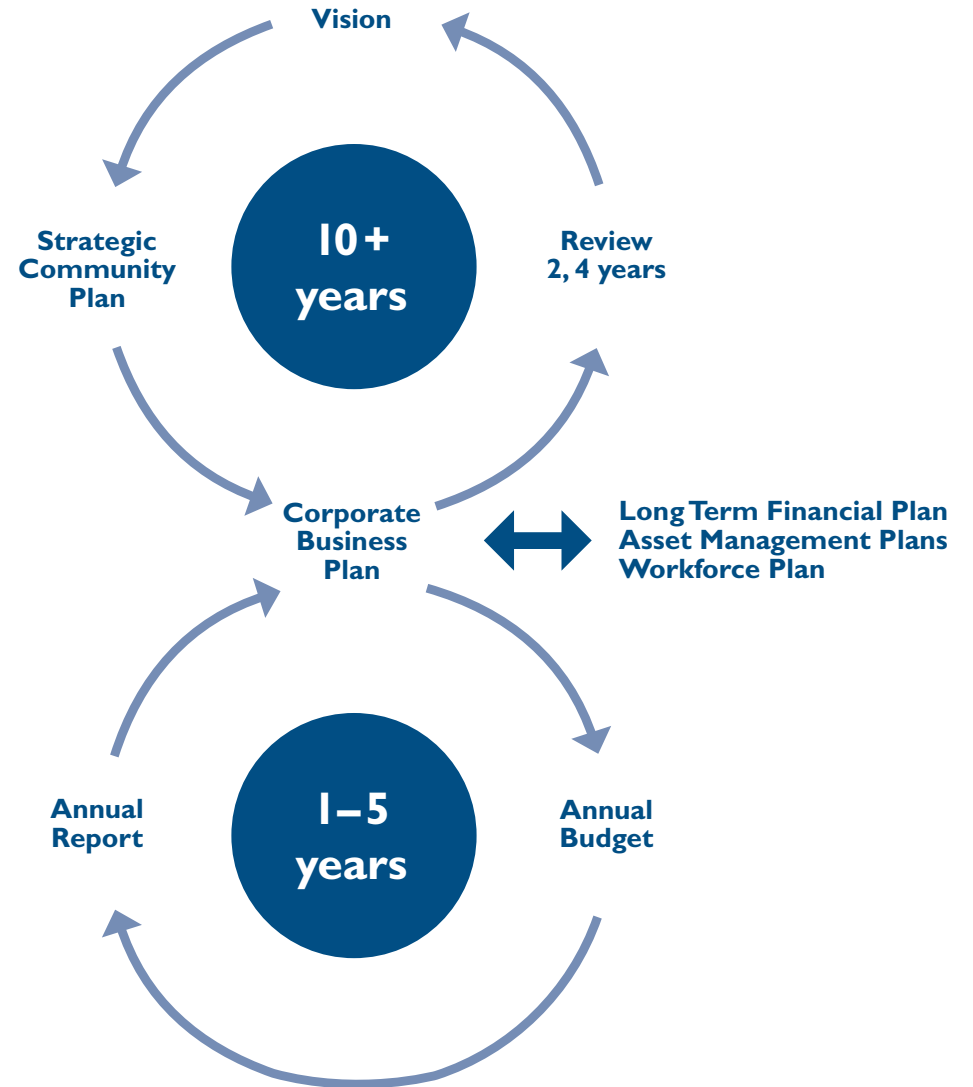 Vision
10+
years
Strategic
Community
Plan
Review
2, 4 years
Corporate
Business
Plan
Long Term Financial Plan
Asset Management Plans
Workforce Plan
1–5
years
Annual
Report
Annual
Budget